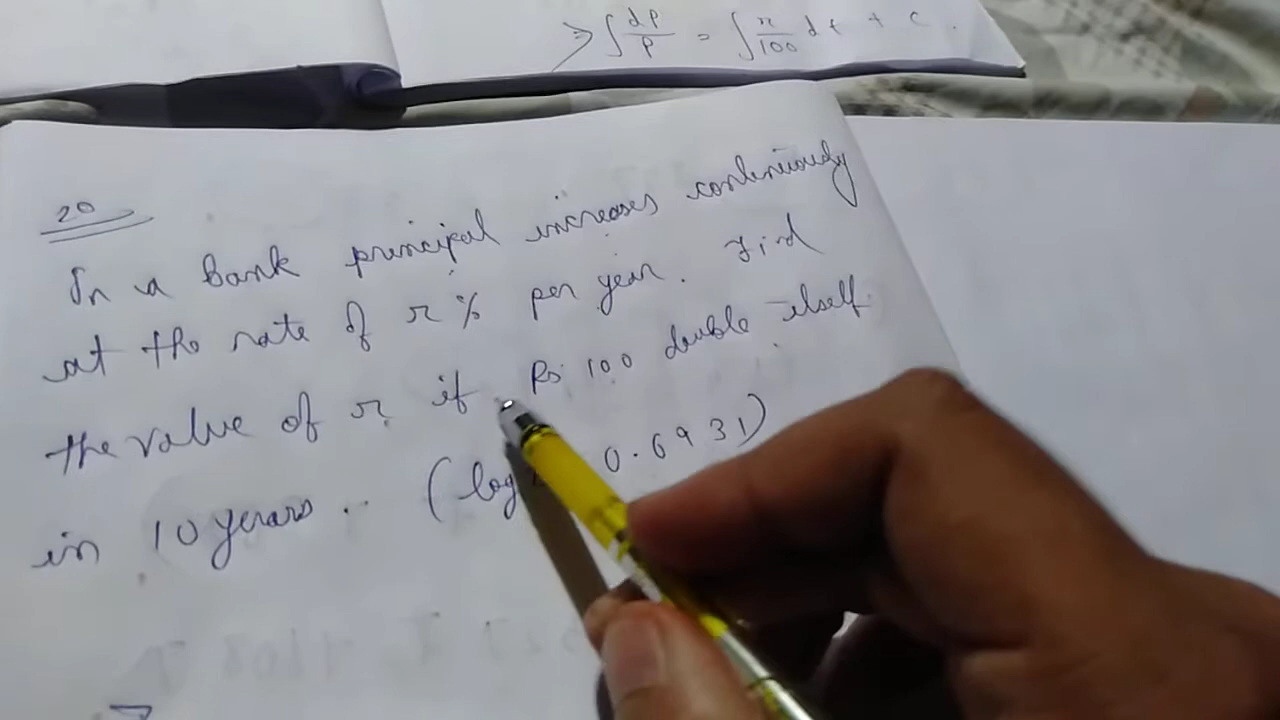 ⇒ ∫ dP/P = ∫ r/100 dt + c .
20
In a bank principal increases continuously
at the rate of r % per year. Find
the value of r if Rs 100 double itself
in 10 years .. (log 0.6931)